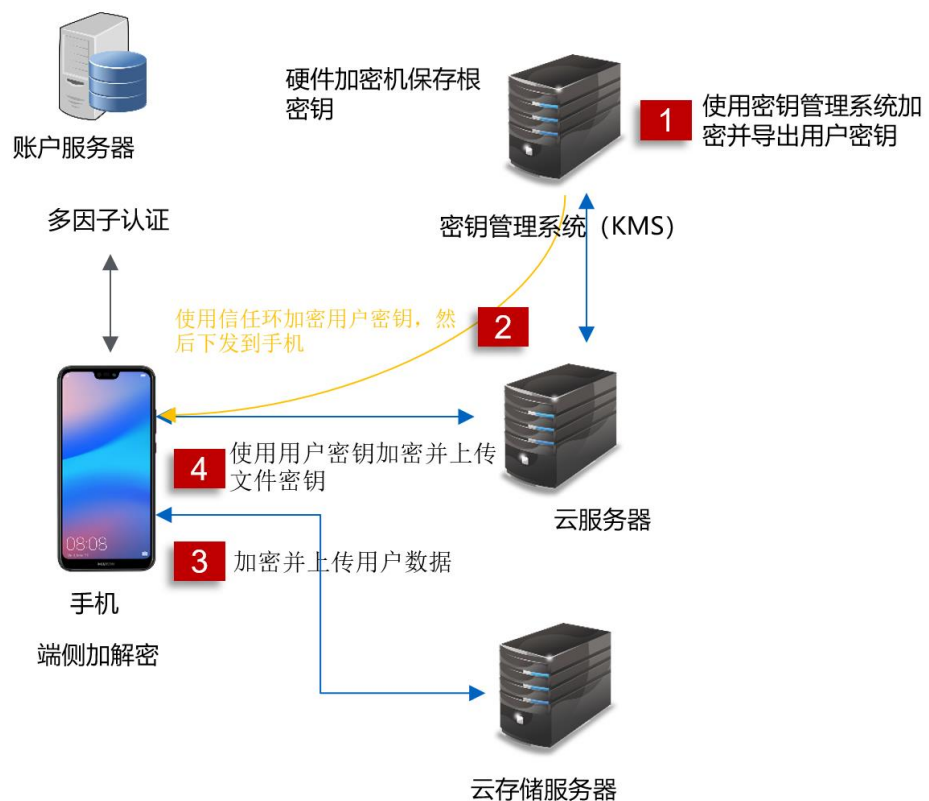 硬件加密机保存根
密钥
1
使用密钥管理系统加
密并导出用户密钥
账户服务器
多因子认证
密钥管理系统（KMS）
使用信任环加密用户密钥，然
后下发到手机
2
4
使用用户密钥加密并上传
文件密钥
云服务器
08:08
3
加密并上传用户数据
手机
端侧加解密
云存储服务器